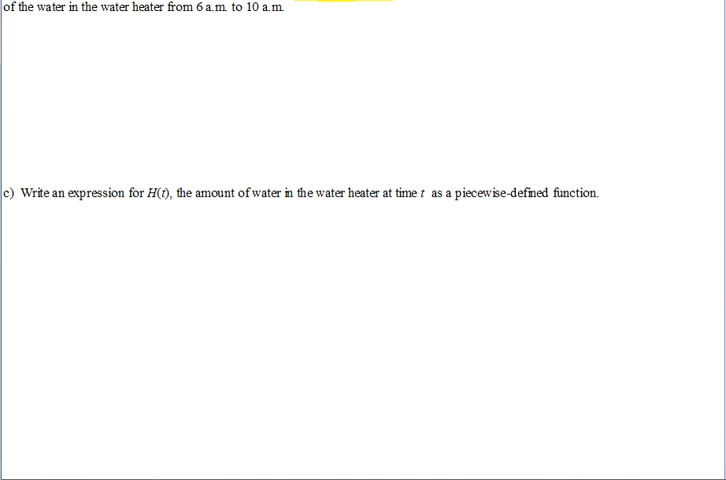 of the water in the water heater from 6 a.m. to 10 a.m.
c) Write an expression for H(t), the amount of water in the water heater at time t as a piecewise-defined function.